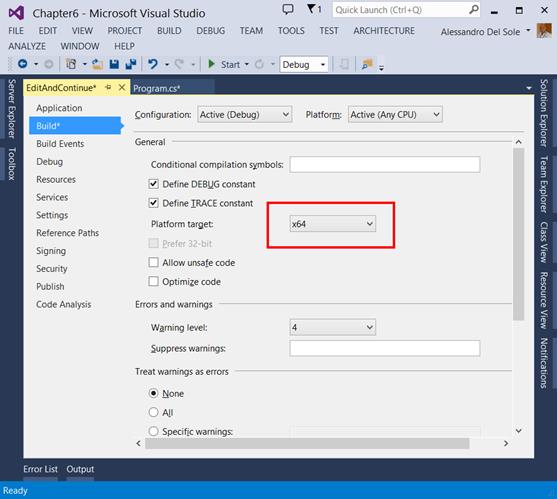 Chapter6 - Microsoft Visual Studio
1
Quick Launch (Ctrl+Q)
FILE EDIT VIEW PROJECT BUILD DEBUG TEAM TOOLS TEST ARCHITECTURE
Alessandro Del Sole
ANALYZE WINDOW HELP
Start Debug
Server Explorer
Toolbox
EditAndContinue* Program.cs*
Application
Build*
Build Events
Debug
Resources
Services
Settings
Reference Paths
Signing
Security
Publish
Code Analysis
Configuration: Active (Debug) Platform: Active (Any CPU)
General
Conditional compilation symbols:
Define DEBUG constant
Define TRACE constant
Platform target: x64
Prefer 32-bit
Allow unsafe code
Optimize code
Errors and warnings
Warning level: 4
Suppress warnings:
Treat warnings as errors
None
All
Specific warnings:
Solution Explorer
Team Explorer
Class View
Resource View
Notifications
Error List Output
Ready